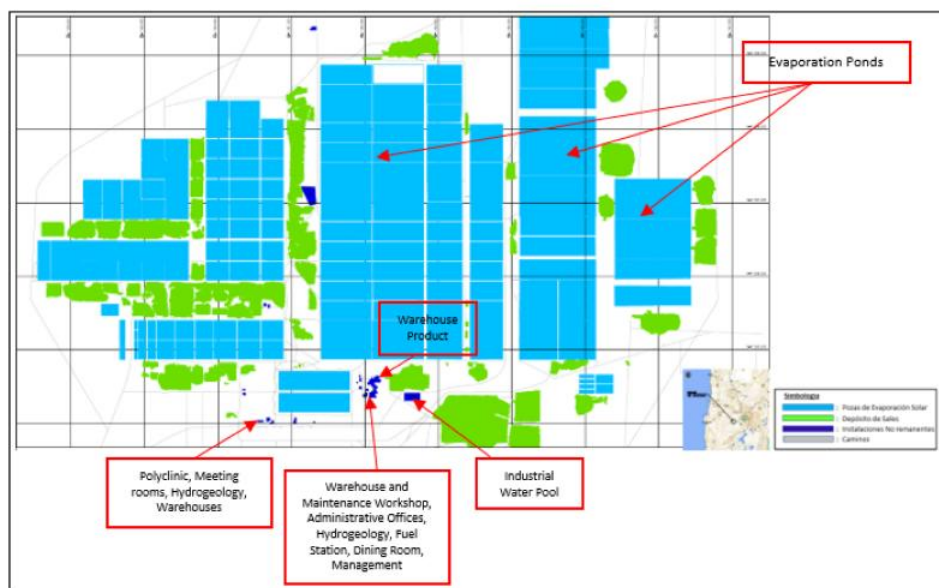 Evaporation Ponds
Warehouse
Product
Polyclinic, Meeting
rooms, Hydrogeology,
Warehouses
Warehouse and
Maintenance Workshop,
Administrative Offices,
Hydrogeology, Fuel
Station, Dining Room,
Management
Industrial
Water Pool
Simbología
: Pozas de Evaporación Solar
: Depósito de Sales
: Instalaciones No remanentes
: Caminos